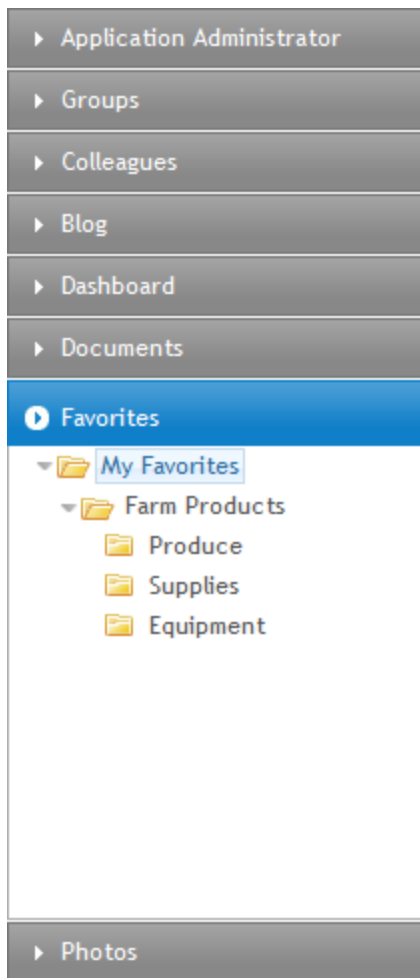 Application Administrator
Groups
Colleagues
Blog
Dashboard
Documents
Favorites
My Favorites
Farm Products
Produce
Supplies
Equipment
Photos